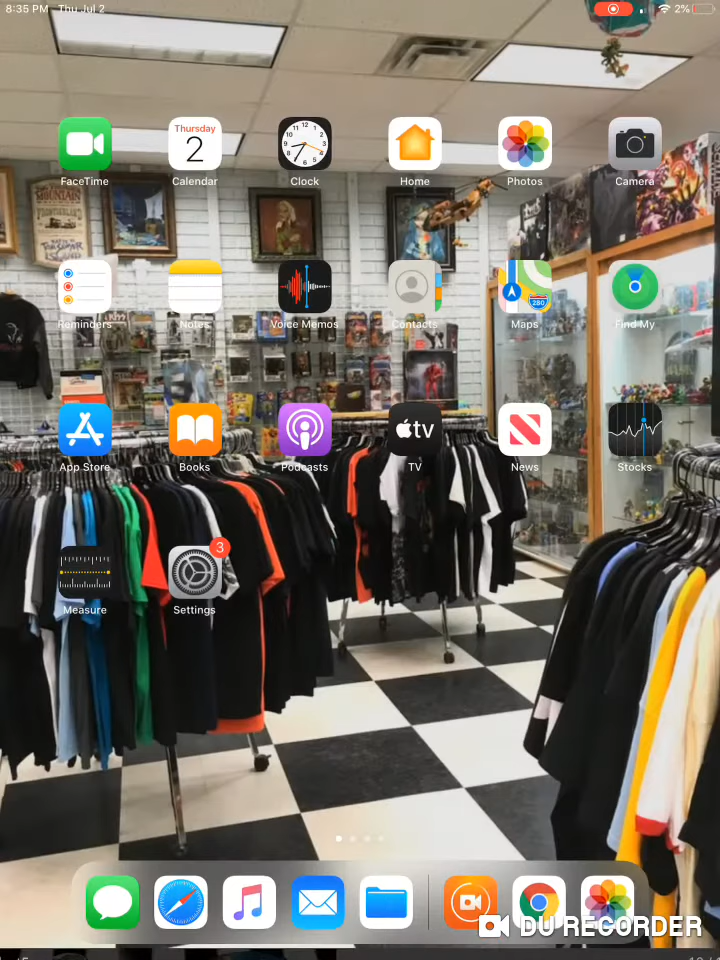 8:35 PM Thu Jul 2
2%
Thursday
2
FaceTime
Calendar
Clock
Home
Photos
Camera
280
Reminders
Notes
Voice Memos
Contacts
Maps
Find My
tv
App Store
Books
Podcasts
TV
News
Stocks
3
Measure
Settings
DU RECORDER